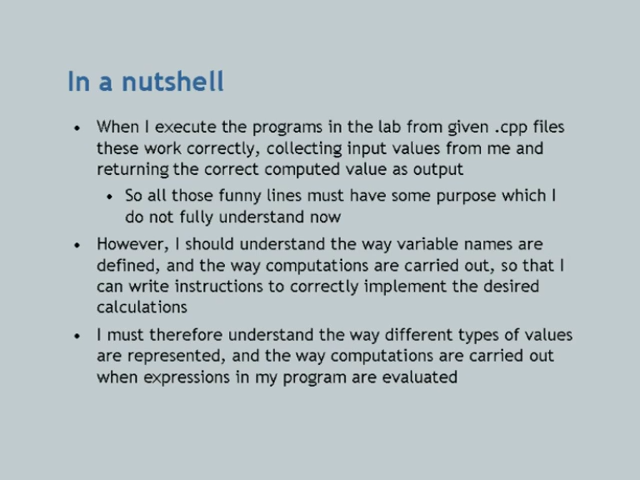 In a nutshell
• When I execute the programs in the lab from given .cpp files
these work correctly, collecting input values from me and
returning the correct computed value as output
• So all those funny lines must have some purpose which I
do not fully understand now
• However, I should understand the way variable names are
defined, and the way computations are carried out, so that I
can write instructions to correctly implement the desired
calculations
• I must therefore understand the way different types of values
are represented, and the way computations are carried out
when expressions in my program are evaluated